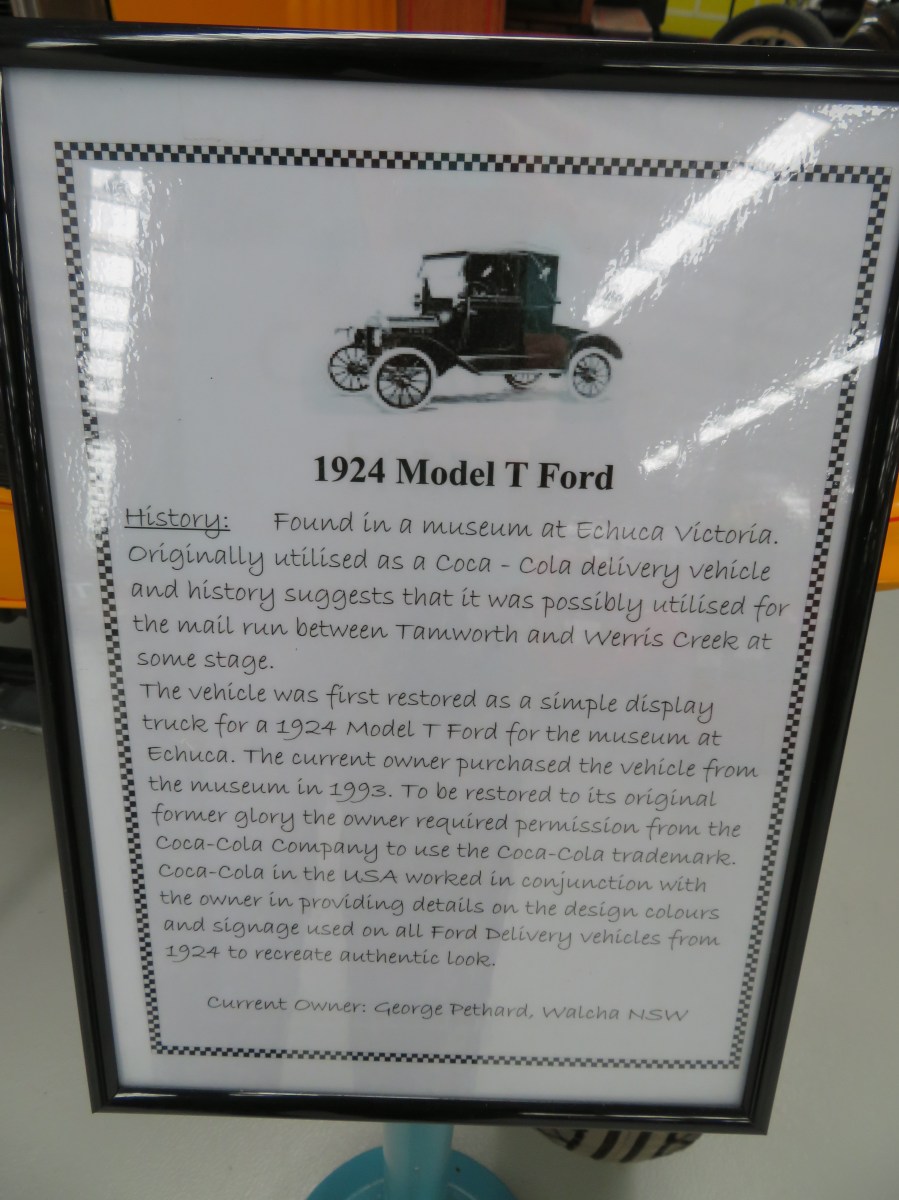 1924 Model T Ford
History: Found in a museum at Echuca Victoria.
Originally utilised as a Coca - Cola delivery vehicle
and history suggests that it was possibly utilised for
the mail run between Tamworth and Werris Creek at
some stage.
The vehicle was first restored as a simple display
truck for a 1924 Model T Ford for the museum at
Echuca. The current owner purchased the vehicle from
the museum in 1993. To be restored to its original
former glory the owner required permission from the
Coca-Cola Company to use the Coca-Cola trademark.
Coca-Cola in the USA worked in conjunction with
the owner in providing details on the design colours
and signage used on all Ford Delivery vehicles from
1924 to recreate authentic look.
Current Owner: George Pethard, Walcha NSW